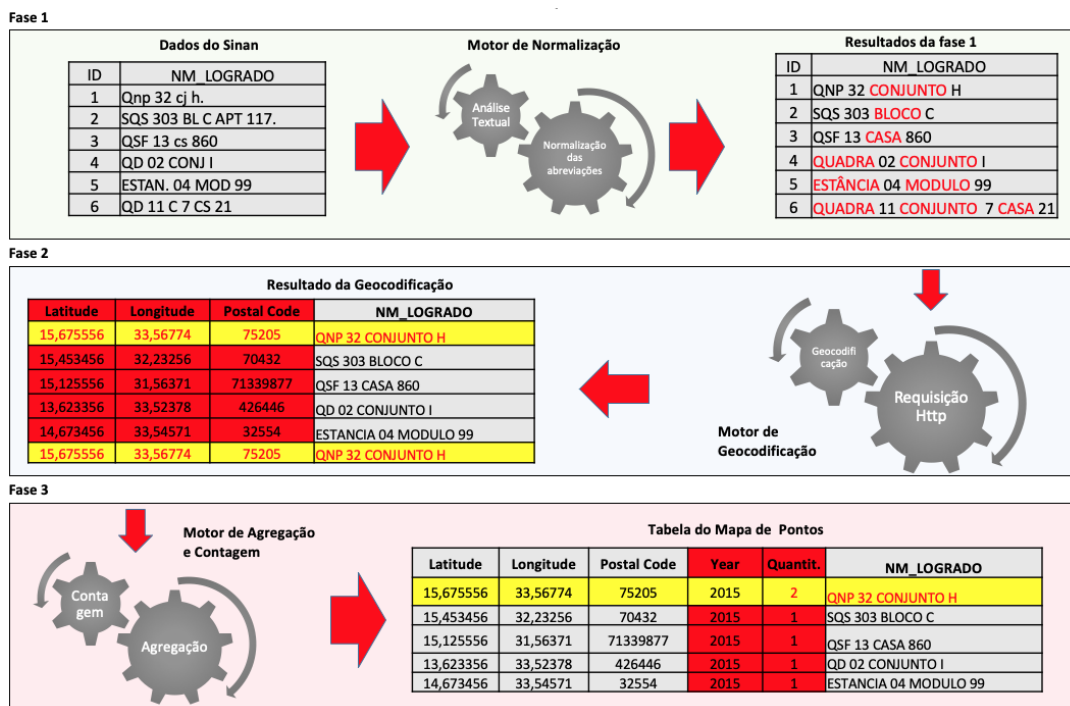 Fase 1
Dados do Sinan
ID NM_LOGRADO
1 Qnp 32 cj h.
2 SQS 303 BL C APT 117.
3 QSF 13 cs 860
4 QD 02 CONJ I
5 ESTAN. 04 MOD 99
6 QD 11 C 7 CS 21
Motor de Normalização
Análise
Textual
Normalização
das
abreviações
Resultados da fase 1
ID NM_LOGRADO
1 QNP 32 CONJUNTO H
2 SQS 303 BLOCO C
3 QSF 13 CASA 860
4 QUADRA 02 CONJUNTO I
5 ESTÂNCIA 04 MODULO 99
6 QUADRA 11 CONJUNTO 7 CASA 21
Fase 2
Resultado da Geocodificação
Latitude Longitude Postal Code NM_LOGRADO
15,675556 33,56774 75205 QNP 32 CONJUNTO H
15,453456 32,23256 70432 SQS 303 BLOCO C
15,125556 31,56371 71339877 QSF 13 CASA 860
13,623356 33,52378 426446 QD 02 CONJUNTO I
14,673456 33,54571 32554 ESTANCIA 04 MODULO 99
15,675556 33,56774 75205 QNP 32 CONJUNTO H
Geocodifi
cação
Requisição
Http
Motor de
Geocodificação
Fase 3
Conta
gem
Agregação
Motor de Agregação
e Contagem
Tabela do Mapa de Pontos
Latitude Longitude Postal Code Year Quantit. NM_LOGRADO
15,675556 33,56774 75205 2015 2 QNP 32 CONJUNTO H
15,453456 32,23256 70432 2015 1 SQS 303 BLOCO C
15,125556 31,56371 71339877 2015 1 QSF 13 CASA 860
13,623356 33,52378 426446 2015 1 QD 02 CONJUNTO I
14,673456 33,54571 32554 2015 1 ESTANCIA 04 MODULO 99